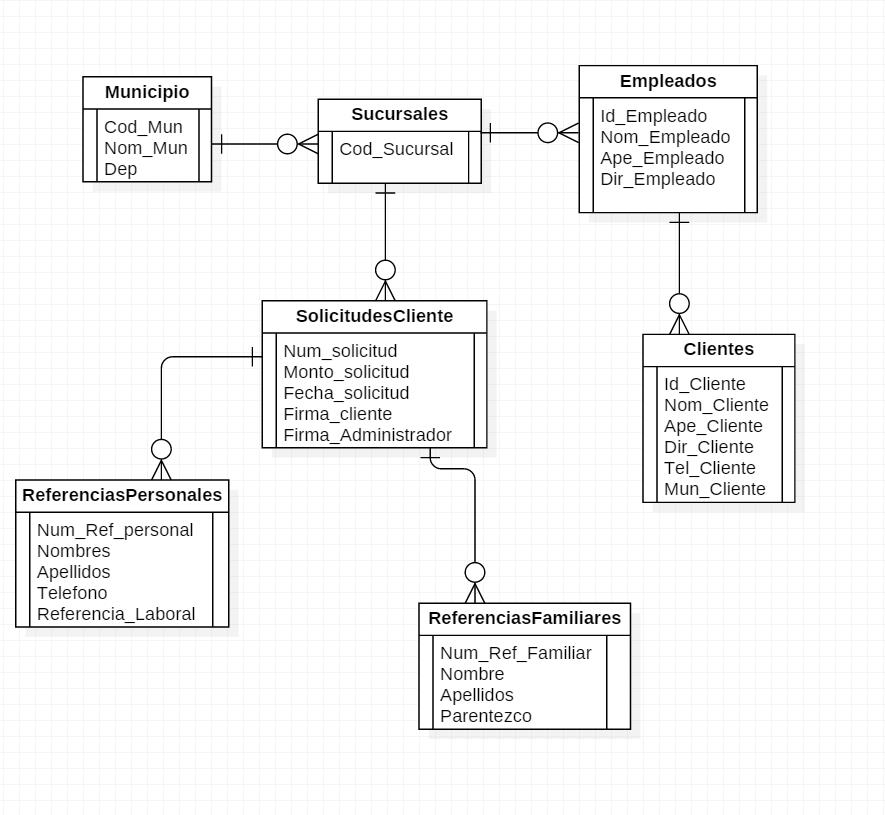 Municipio
Cod_Mun
Nom_Mun
Dep
Sucursales
Cod_Sucursal
Empleados
Id_Empleado
Nom_Empleado
Ape_Empleado
Dir_Empleado
SolicitudesCliente
Num_solicitud
Monto_solicitud
Fecha_solicitud
Firma_cliente
Firma_Administrador
Clientes
Id_Cliente
Nom_Cliente
Ape_Cliente
Dir_Cliente
Tel_Cliente
Mun_Cliente
ReferenciasPersonales
Num_Ref_personal
Nombres
Apellidos
Telefono
Referencia_Laboral
ReferenciasFamiliares
Num_Ref_Familiar
Nombre
Apellidos
Parentezco